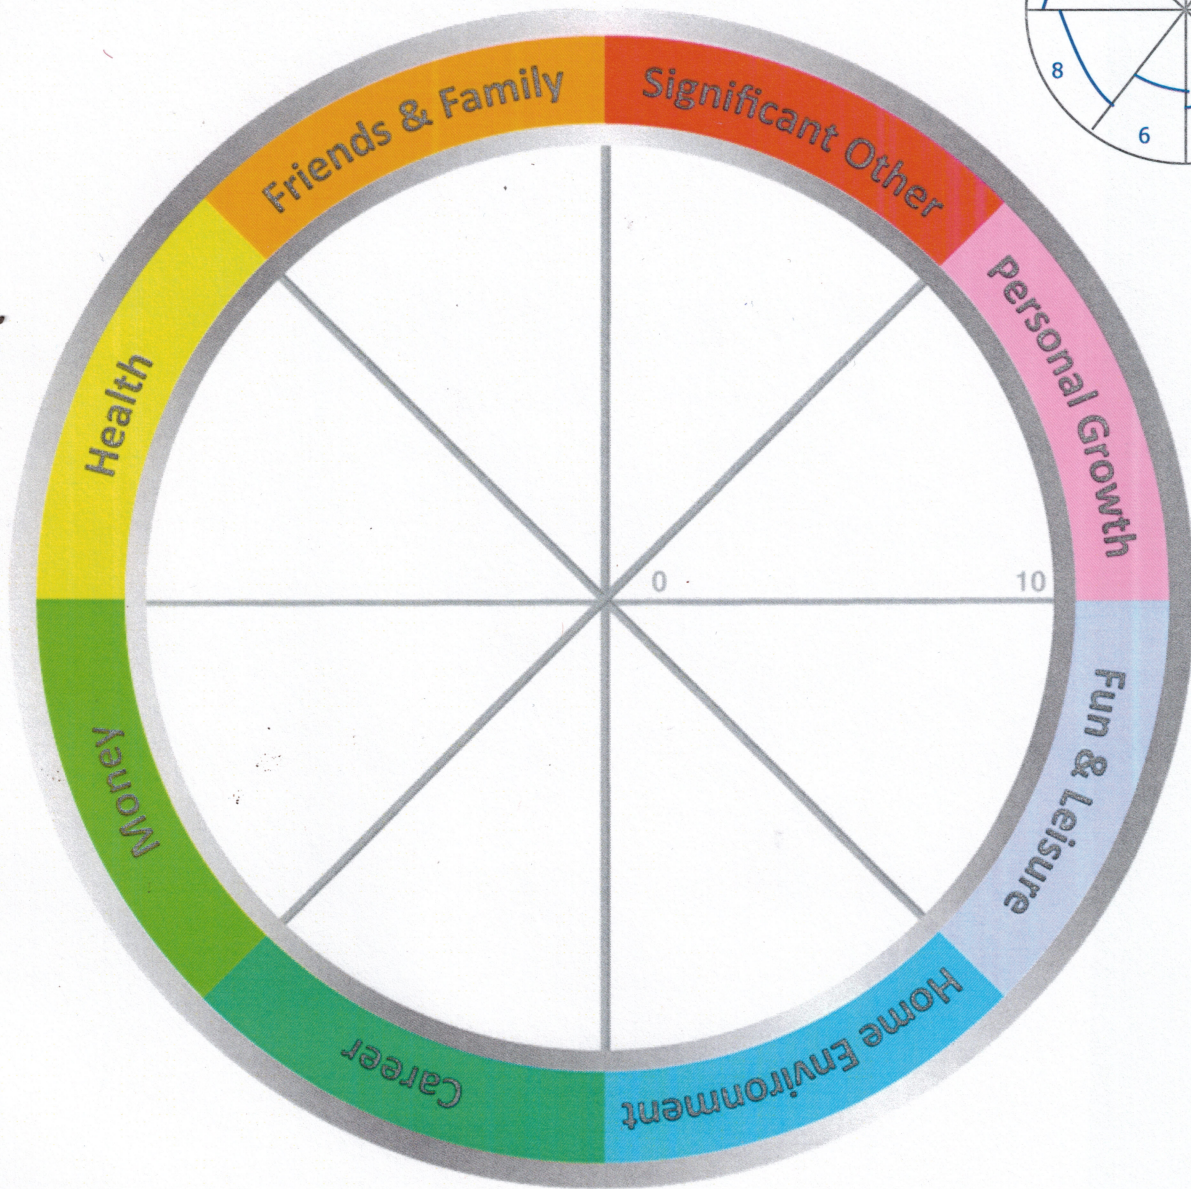 Friends & Family
Significant Other
Personal Growth
Fun & Leisure
Home Environment
Career
Money
Health
0
10
8
6